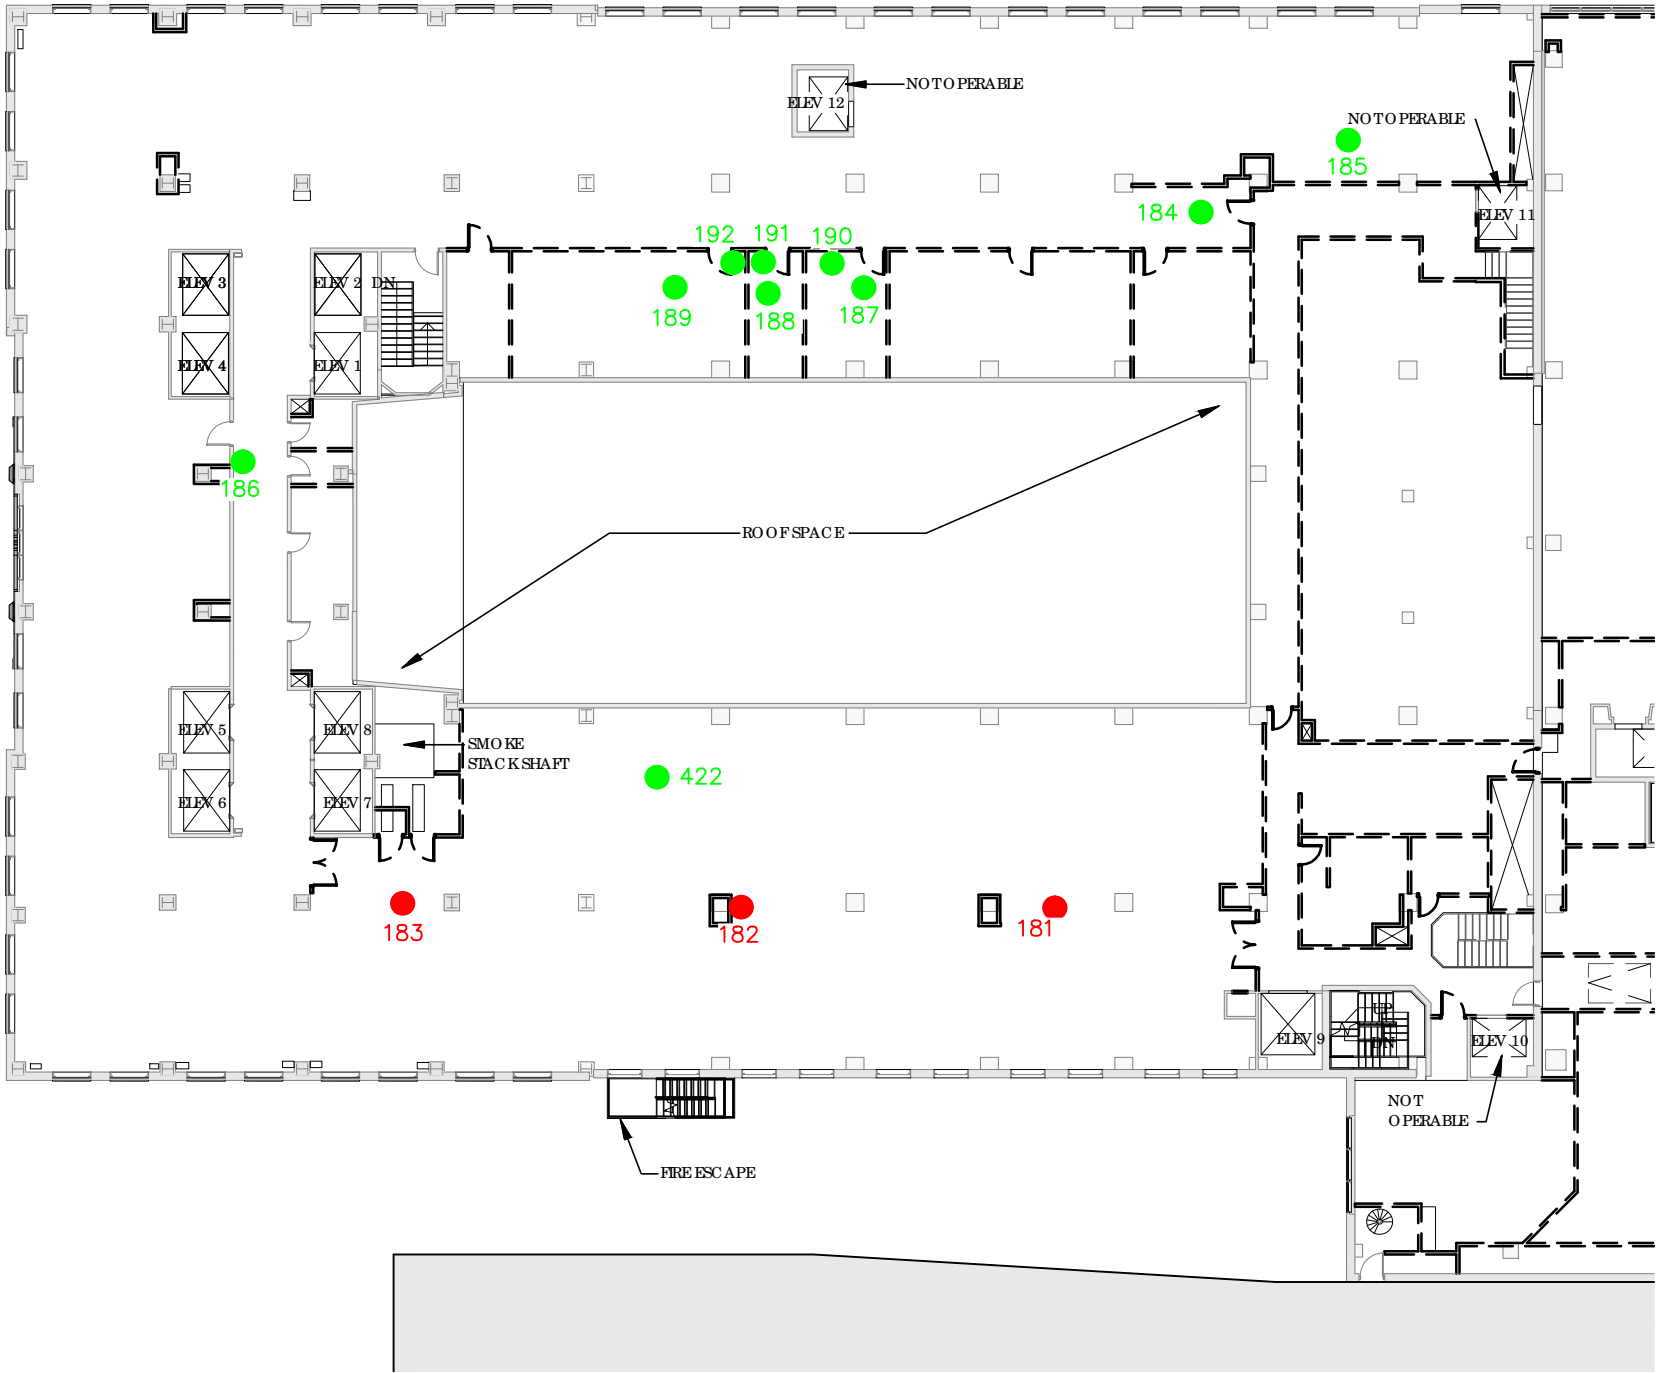 NOT OPERABLE
ELEV 12
NOT OPERABLE
185
184
ELEV 11
192
191
190
ELEV 3
ELEV 2
DN
189
188
187
ELEV 4
ELEV 1
186
ROOF SPACE
ELEV 5
ELEV 8
SMOKE
STACK SHAFT
422
ELEV 6
ELEV 7
183
182
181
UP
ELEV 9
DN
ELEV 10
NOT
OPERABLE
FIRE ESCAPE